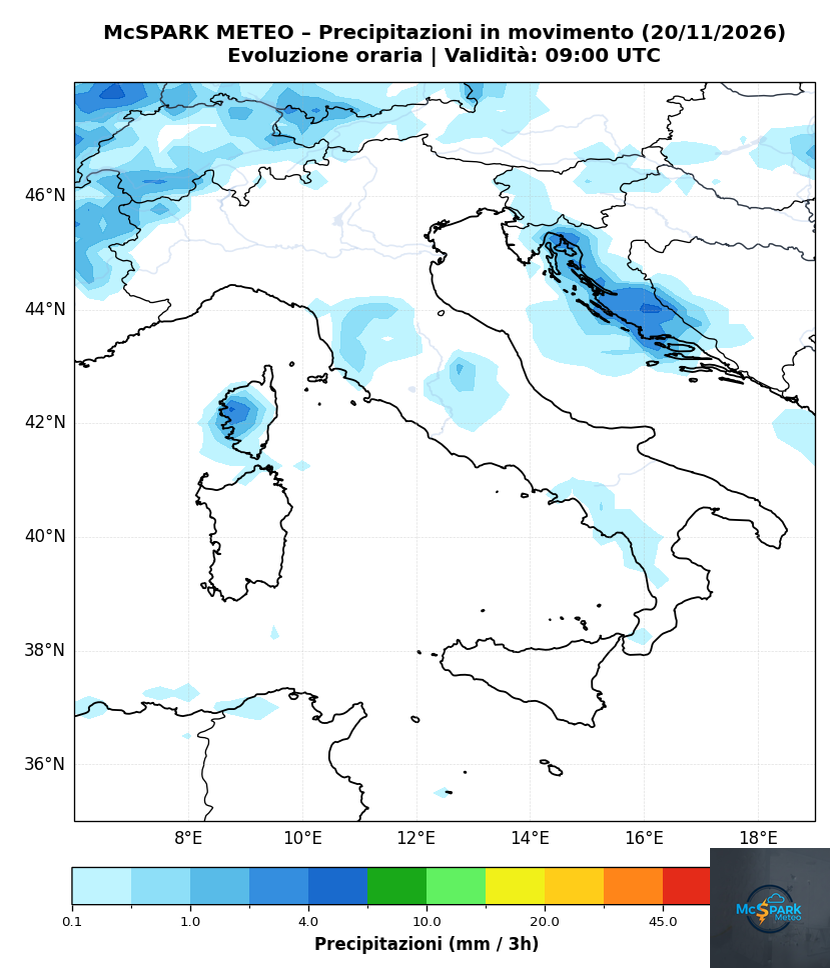 McSPARK METEO – Precipitazioni in movimento (20/11/2026)
Evoluzione oraria | Validità: 09:00 UTC
46°N
44°N
42°N
40°N
38°N
36°N
8°E 10°E 12°E 14°E 16°E 18°E
0.1 1.0 4.0 10.0 20.0 45.0
Precipitazioni (mm / 3h)
McSPARK
Meteo